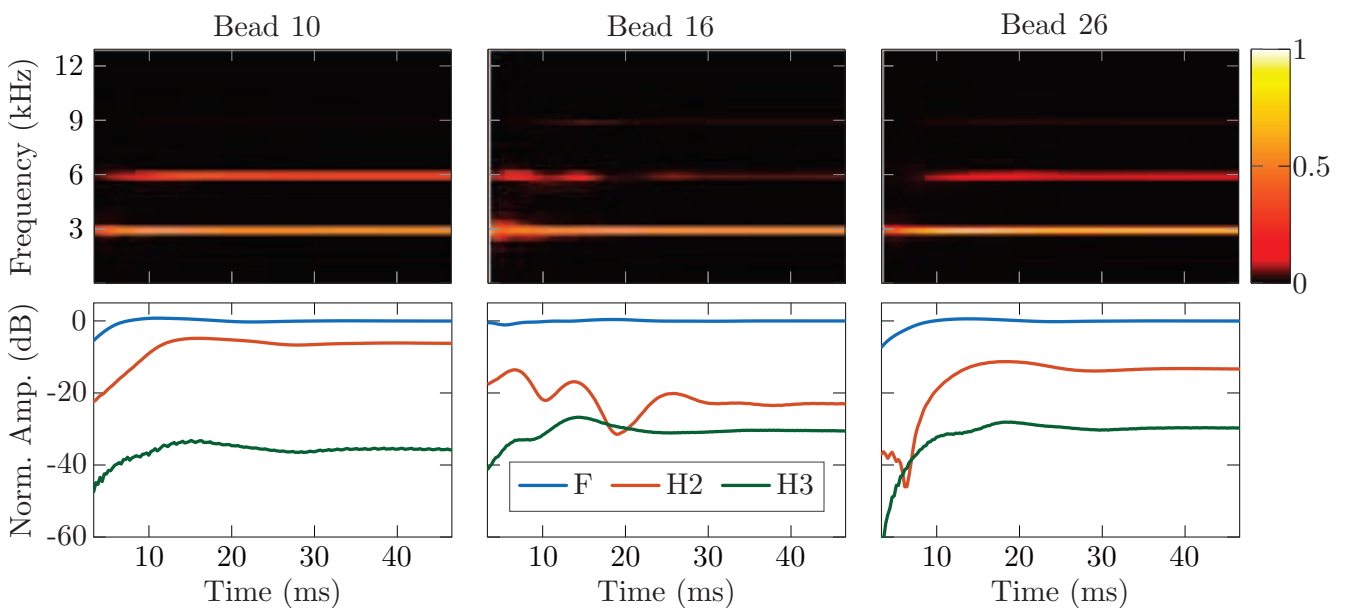 Bead 10 Bead 16 Bead 26
Frequency (kHz)
12
9
6
3
1
0.5
0
Norm. Amp. (dB)
0
-20
-40
-60
F H2 H3
10 20 30 40 10 20 30 40 10 20 30 40
Time (ms) Time (ms) Time (ms)